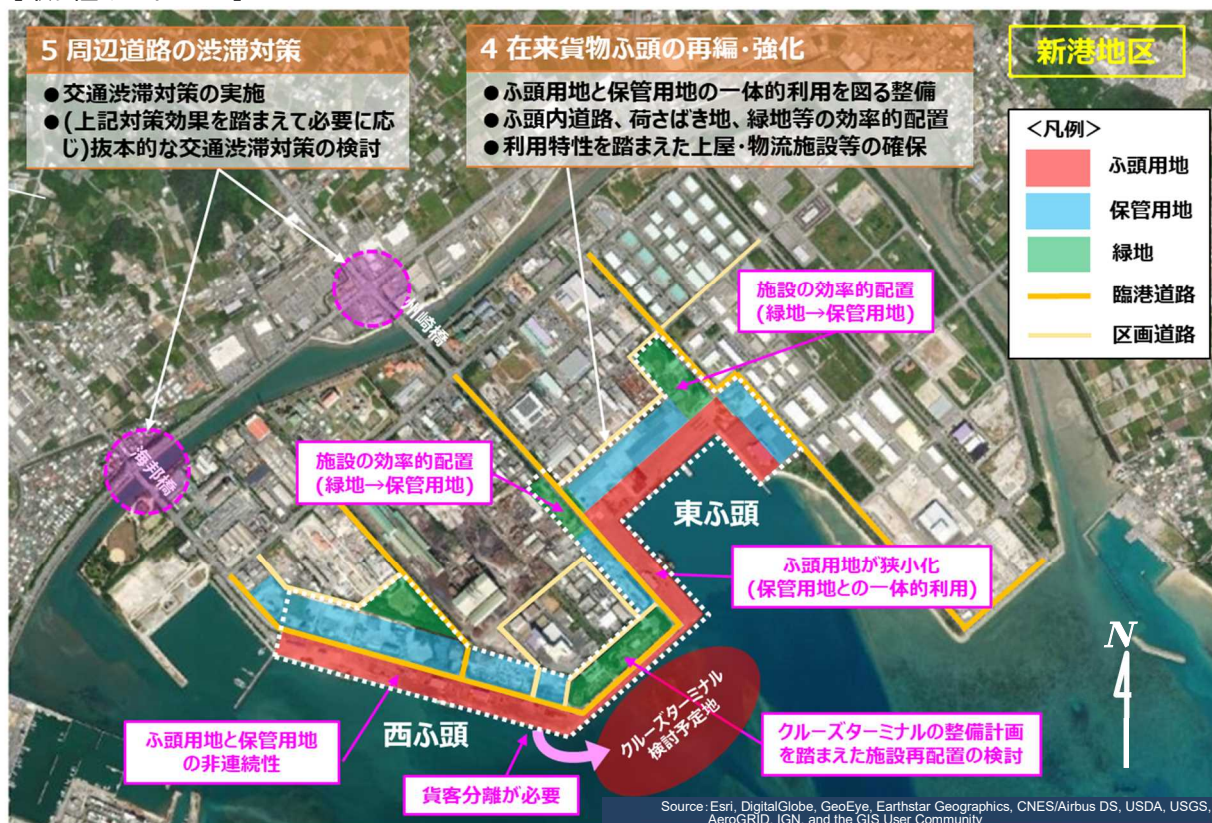 5 周辺道路の渋滞対策
●交通渋滞対策の実施
●(上記対策効果を踏まえて必要に応
じ)抜本的な交通渋滞対策の検討
4 在来貨物ふ頭の再編・強化
●ふ頭用地と保管用地の一体的利用を図る整備
●ふ頭内道路、荷さばき地、緑地等の効率的配置
●利用特性を踏まえた上屋・物流施設等の確保
新港地区
<凡例>
ふ頭用地
保管用地
緑地
臨港道路
区画道路
施設の効率的配置
(緑地→保管用地)
州崎橋
海邦橋
施設の効率的配置
(緑地→保管用地)
東ふ頭
ふ頭用地が狭小化
(保管用地との一体的利用)
N
クルーズターミナル
検討予定地
西ふ頭
ふ頭用地と保管用地
の非連続性
貨客分離が必要
クルーズターミナルの整備計画
を踏まえた施設再配置の検討
Source: Esri, DigitalGlobe, GeoEye, Earthstar Geographics, CNES/Airbus DS, USDA, USGS,
AeroGRID, IGN, and the GIS User Community